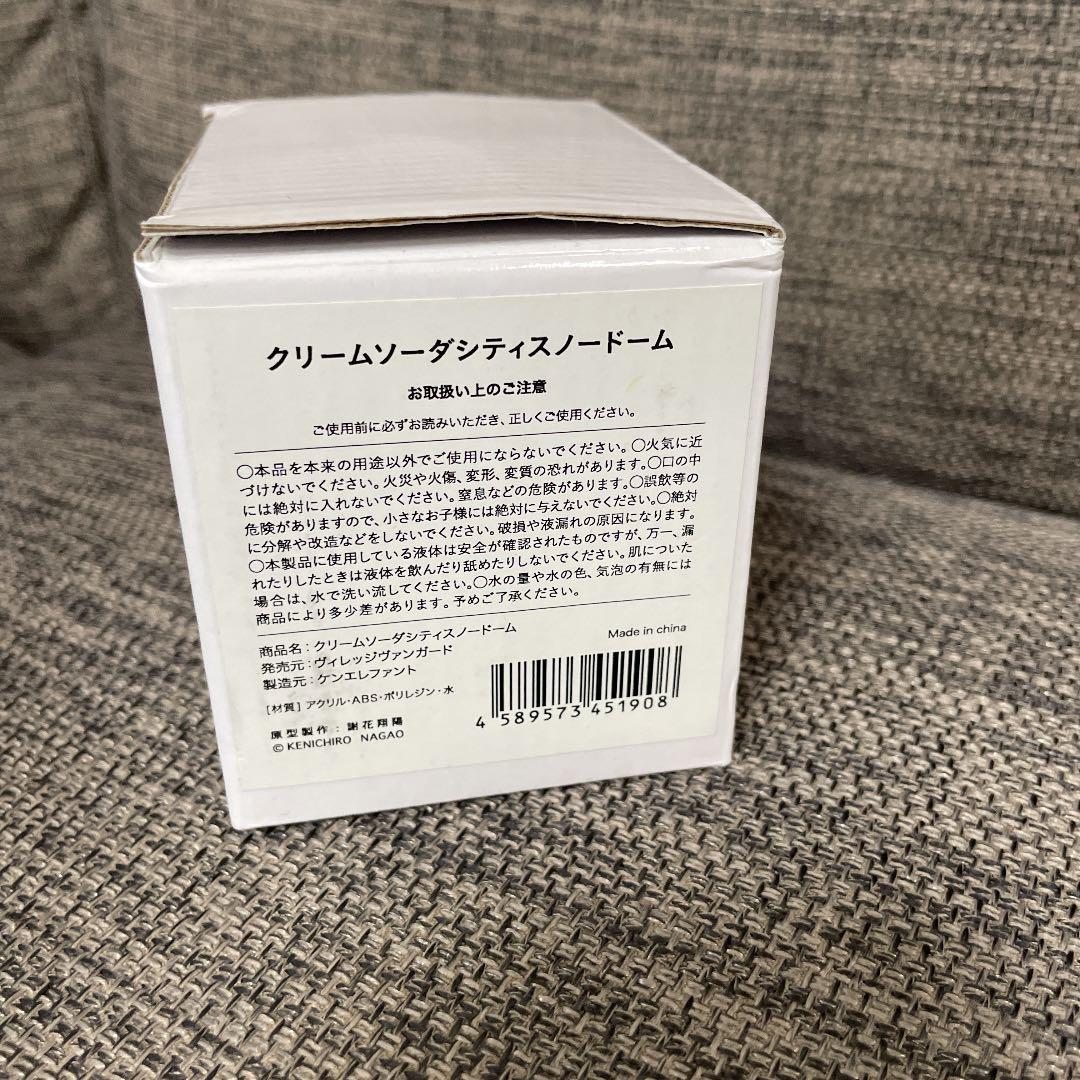 クリームソーダシティスノードーム
お取扱い上のご注意
ご使用前に必ずお読みいただき、正しくご使用ください。
〇本品を本来の用途以外でご使用にならないでください。〇火気に近
づけないでください。火災や火傷、変形、変質の恐れがあります。〇口の中
には絶対に入れないでください。窒息などの危険があります。〇誤飲等の
危険がありますので、小さなお子様には絶対に与えないでください。〇絶対
に分解や改造などをしないでください。破損や液漏れの原因になります。
〇本製品に使用している液体は安全が確認されたものですが、万一、漏
れたりしたときは液体を飲んだり舐めたりしないでください。肌についた
場合は、水で洗い流してください。〇水の量や水の色、気泡の有無には
商品により多少差があります。予めご了承ください。
商品名：クリームソーダシティスノードーム
発売元：ヴィレッジヴァンガード
製造元：ケンエレファント
[材質] アクリル・ABS・ポリレジン・水
原型製作：謝花翔陽
©KENICHIRO NAGAO
Made in china
4 589573 451908